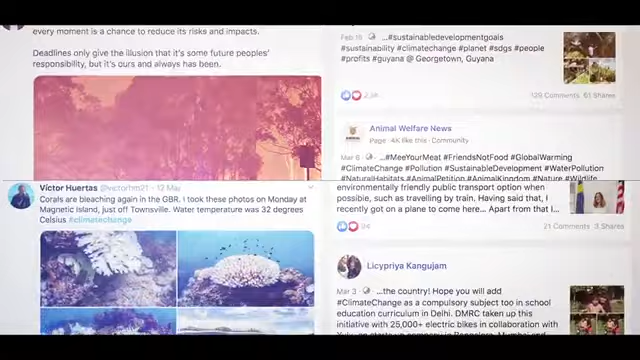 every moment is a chance to reduce its risks and impacts.
Deadlines only give the illusion that it's some future peoples'
responsibility, but it's ours and always has been.
Víctor Huertas @victorhm21 · 12 May
Corals are bleaching again in the GBR. I took these photos on Monday at
Magnetic Island, just off Townsville. Water temperature was 32 degrees
Celsius #climatechange
Feb 19 · ...#sustainabledevelopmentgoals
#sustainability #climatechange #planet #sdgs #people
#profits #guyana @ Georgetown, Guyana
139 Comments 61 Shares
Animal Welfare News
Page · 4K like this · Community
Mar 6 · ...#MeeYourMeat #FriendsNotFood #GlobalWarming
#ClimateChange #Pollution #SustainableDevelopment #WaterPollution
#NaturalHabitats #AnimalPetition #AnimalKingdom #Nature #Wildlife
environmentally friendly public transport option when
possible, such as travelling by train. Having said that, I
recently got on a plane to come here... Apart from that I...
21 Comments 3 Shares
Licypriya Kangujam
Mar 3 · ...the country! Hope you will add
#ClimateChange as a compulsory subject too in school
education curriculum in Delhi. DMRC taking up this
initiative with 25,000+ electric bikes in collaboration with